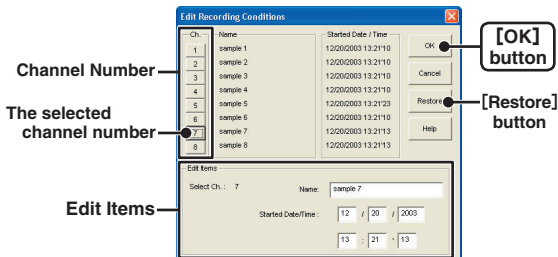 Edit Recording Conditions
Ch. Name Started Date / Time
1 sample 1 12/20/2003 13:21'10 OK
2 sample 2 12/20/2003 13:21'10
3 sample 3 12/20/2003 13:21'10 Cancel
4 sample 4 12/20/2003 13:21'10
5 sample 5 12/20/2003 13:21'23 Restore
6 sample 6 12/20/2003 13:21'10
7 sample 7 12/20/2003 13:21'13 Help
8 sample 8 12/20/2003 13:21'13
Edit Items
Select Ch. : 7 Name: sample 7
Started Date/Time : 12 / 20 / 2003
13 : 21 ' 13
Channel Number
The selected
channel number
Edit Items
[OK]
button
[Restore]
button